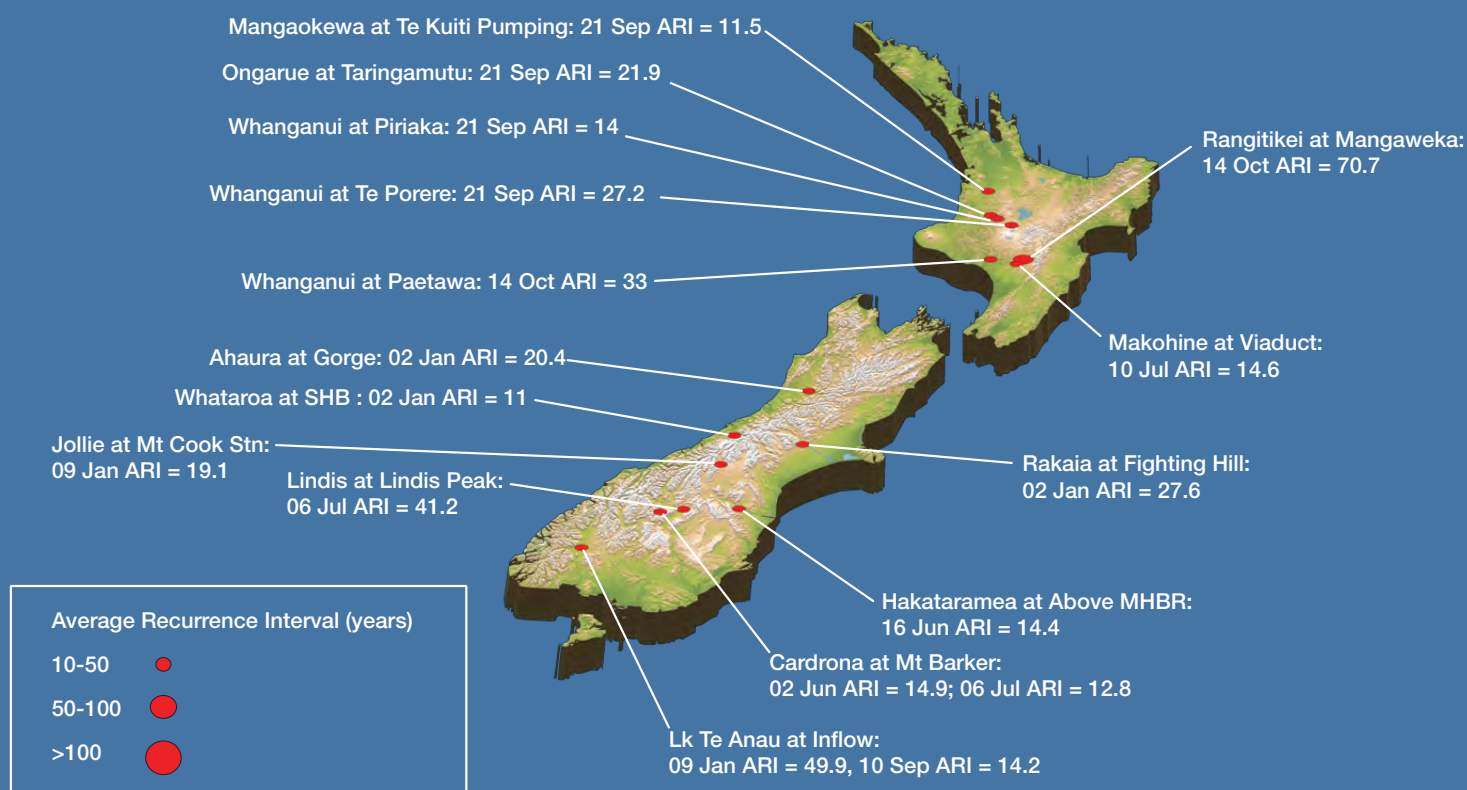 Mangaokewa at Te Kuiti Pumping: 21 Sep ARI = 11.5
Ongarue at Taringamutu: 21 Sep ARI = 21.9
Whanganui at Piriaka: 21 Sep ARI = 14
Rangitikei at Mangaweka:
14 Oct ARI = 70.7
Whanganui at Te Porere: 21 Sep ARI = 27.2
Whanganui at Paetawa: 14 Oct ARI = 33
Makohine at Viaduct:
10 Jul ARI = 14.6
Ahaura at Gorge: 02 Jan ARI = 20.4
Whataroa at SHB : 02 Jan ARI = 11
Jollie at Mt Cook Stn:
09 Jan ARI = 19.1
Rakaia at Fighting Hill:
02 Jan ARI = 27.6
Lindis at Lindis Peak:
06 Jul ARI = 41.2
Hakataramea at Above MHBR:
16 Jun ARI = 14.4
Cardrona at Mt Barker:
02 Jun ARI = 14.9; 06 Jul ARI = 12.8
Lk Te Anau at Inflow:
09 Jan ARI = 49.9, 10 Sep ARI = 14.2
Average Recurrence Interval (years)
10-50
50-100
>100